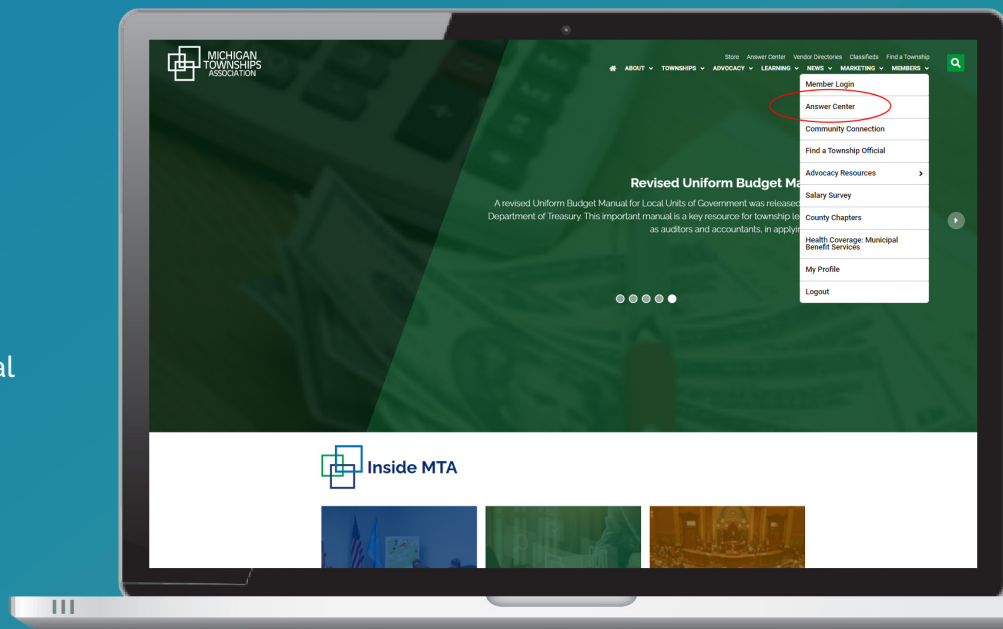 MICHIGAN
TOWNSHIPS
ASSOCIATION
Store Answer Center Vendor Directories Classifieds Find a Township
ABOUT TOWNSHIPS ADVOCACY LEARNING NEWS MARKETING MEMBERS
Member Login
Answer Center
Community Connection
Find a Township Official
Advocacy Resources
Salary Survey
County Chapters
Health Coverage: Municipal
Benefit Services
My Profile
Logout
Revised Uniform Budget Ma
A revised Uniform Budget Manual for Local Units of Government was released
Department of Treasury. This important manual is a key resource for township le
as auditors and accountants, in applyin
al
Inside MTA